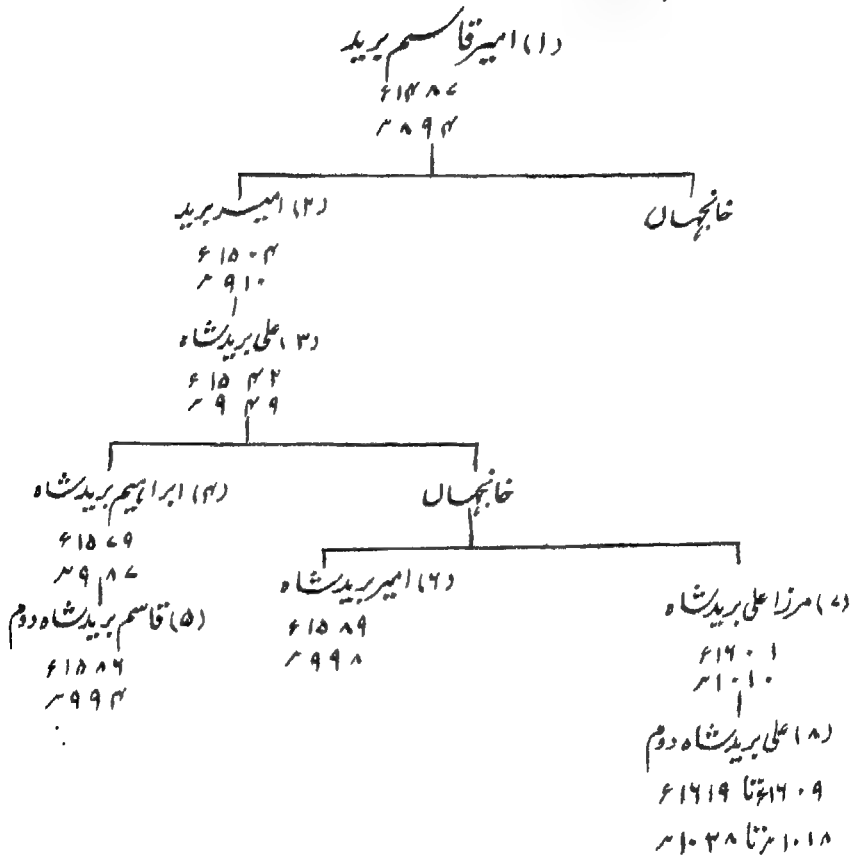 (۱) امیر قاسم برید
۱۴۸۷ء
۸۹۴ھ
(۲) امیر برید
خانجہاں
۱۵۰۴ء
۹۱۰ھ
(۳) علی برید شاہ
۱۵۴۲ء
۹۴۹ھ
(۴) ابراہیم برید شاہ
خانجہاں
۱۵۷۹ء
۹۸۷ھ
(۵) قاسم برید شاہ دوم
۱۵۸۶ء
۹۹۴ھ
(۶) امیر برید شاہ
۱۵۸۹ء
۹۹۸ھ
(۷) مرزا علی برید شاہ
۱۶۰۱ء
۱۰۱۰ھ
(۸) علی برید شاہ دوم
۱۶۰۹ء تا ۱۶۱۹ء
۱۰۱۸ھ تا ۱۰۲۸ھ